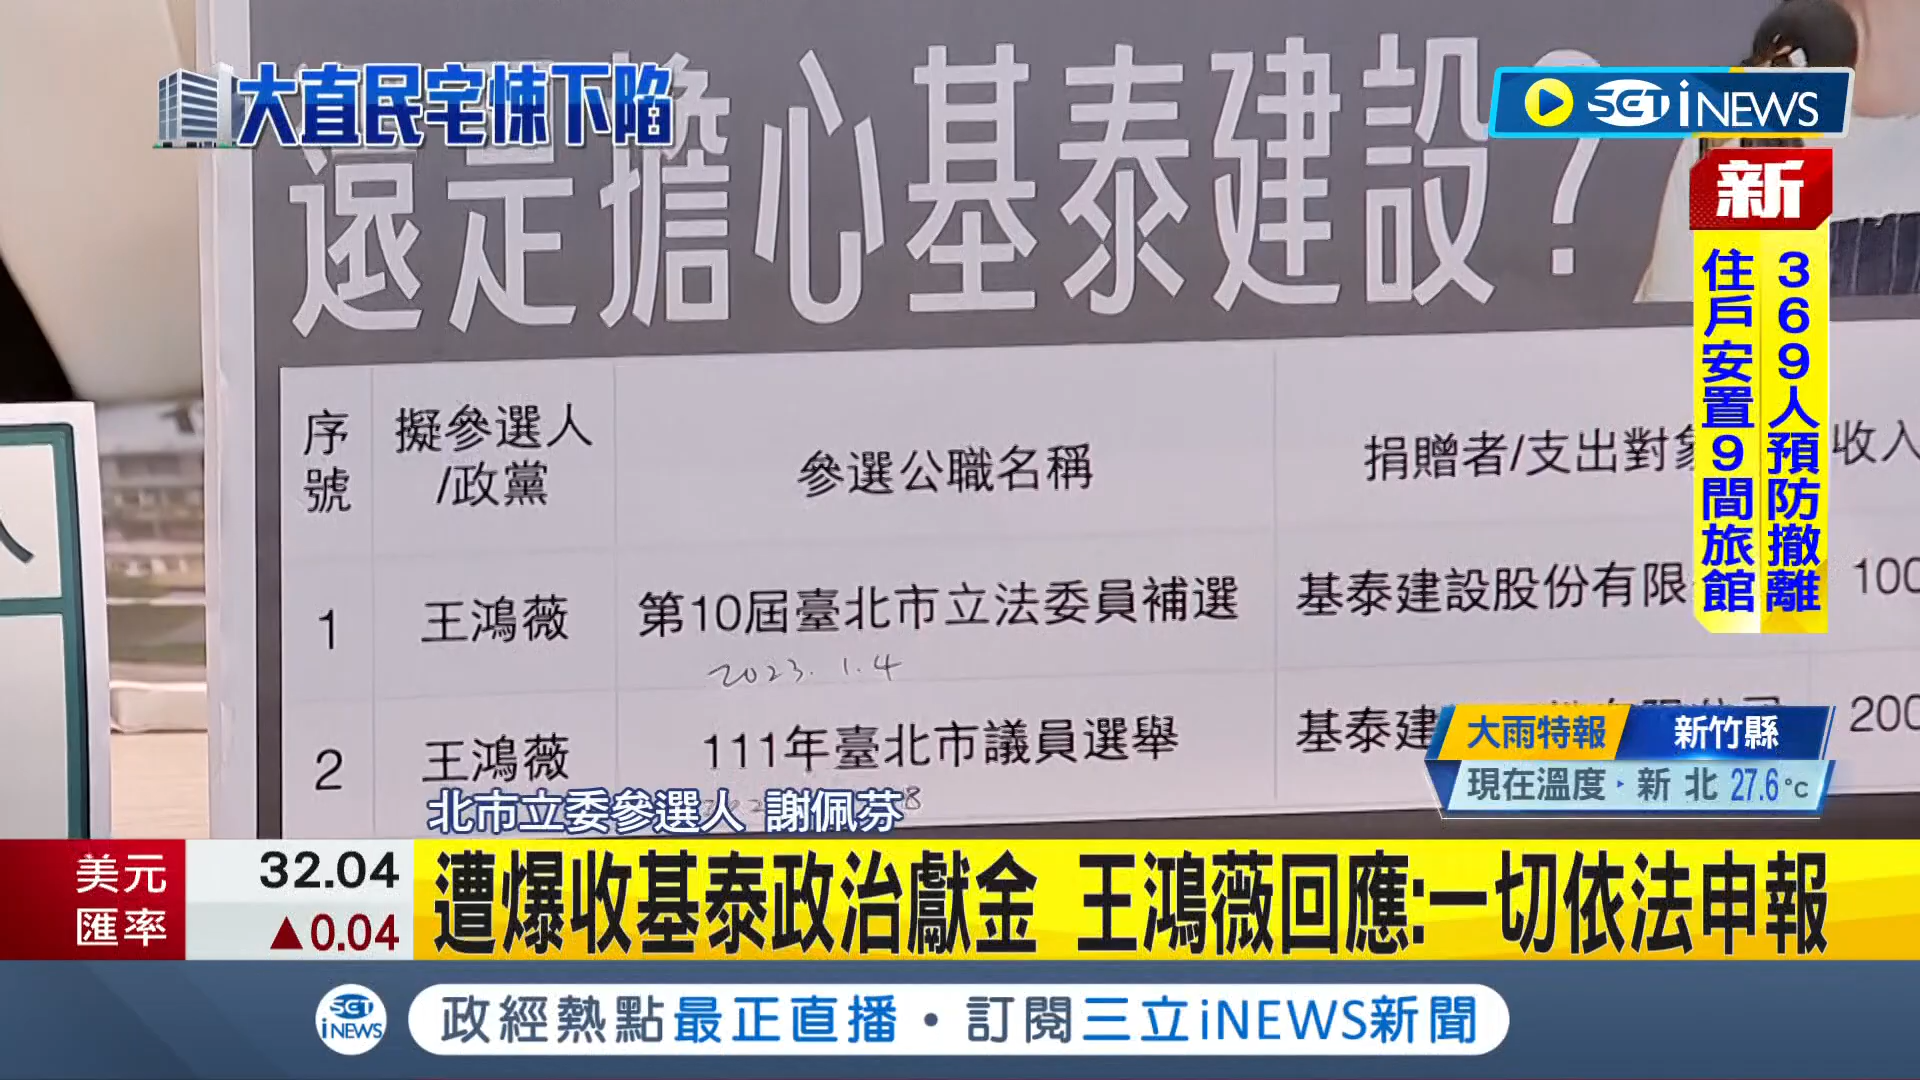 大直民宅悚下陷
SET iNEWS
還是擔心基泰建設?
新
369人預防撤離
住戶安置9間旅館
序號
擬參選人/政黨
參選公職名稱
捐贈者/支出對象
收入
1
王鴻薇
第10屆臺北市立法委員補選
基泰建設股份有限
100
2023.1.4
2
王鴻薇
111年臺北市議員選舉
基泰建
200
大雨特報 新竹縣
現在溫度 新北 27.6°C
北市立委參選人 謝佩芬
美元匯率
32.04
▲0.04
遭爆收基泰政治獻金 王鴻薇回應:一切依法申報
SET iNEWS
政經熱點最正直播・訂閱三立iNEWS新聞